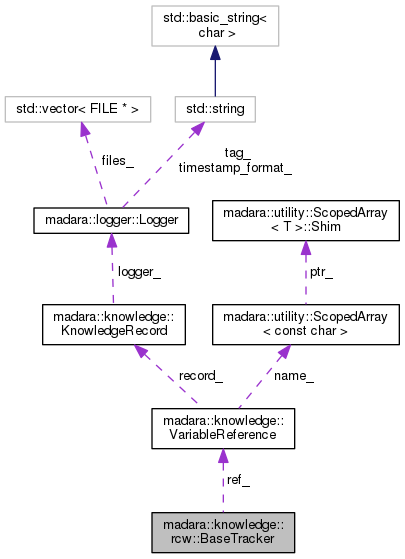 std::basic_string<
char >
std::vector< FILE * >
std::string
files_
tag_
timestamp_format_
madara::logger::Logger
madara::utility::ScopedArray
< T >::Shim
logger_
ptr_
madara::knowledge::
KnowledgeRecord
madara::utility::ScopedArray
< const char >
record_
name_
madara::knowledge::
VariableReference
ref_
madara::knowledge::
rcw::BaseTracker